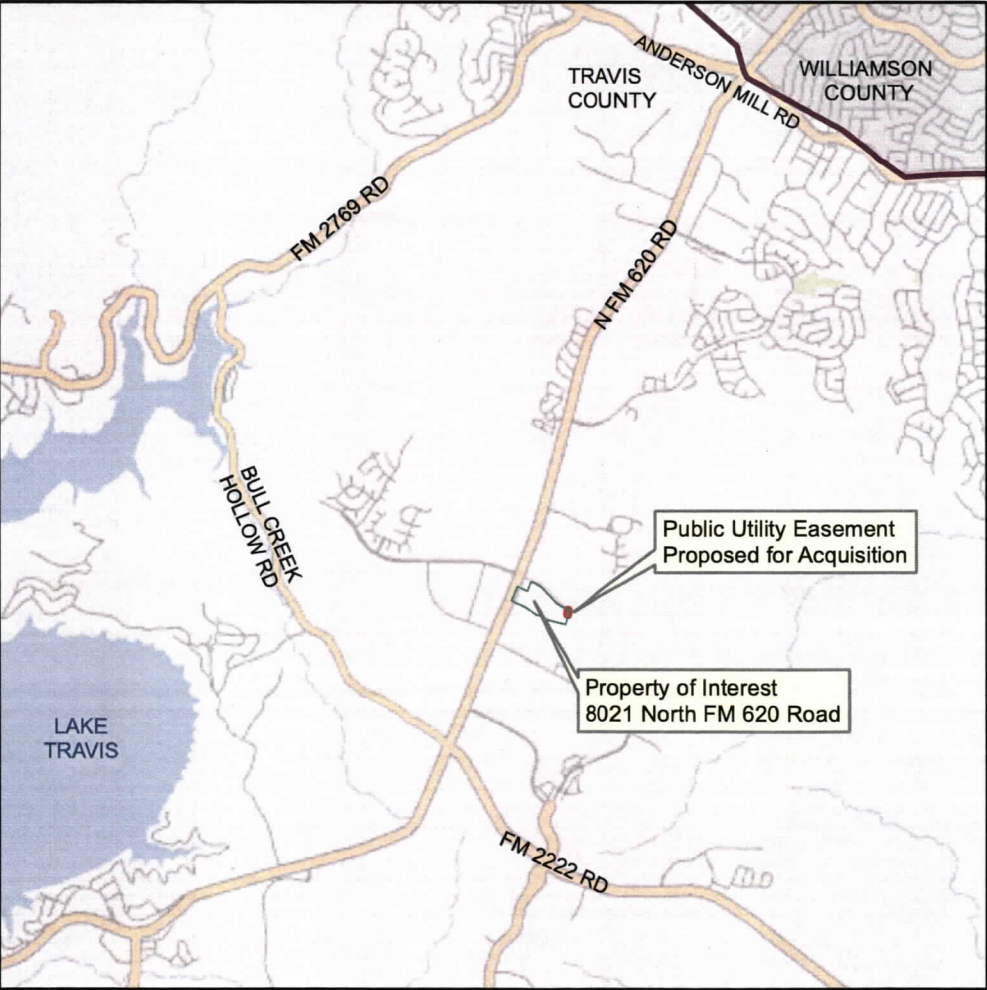 ANDERSON MILL RD
TRAVIS
COUNTY
WILLIAMSON
COUNTY
FM 2769 RD
N FM 620 RD
BULL CREEK
HOLLOW RD
Public Utility Easement
Proposed for Acquisition
Property of Interest
8021 North FM 620 Road
LAKE
TRAVIS
FM 2222 RD